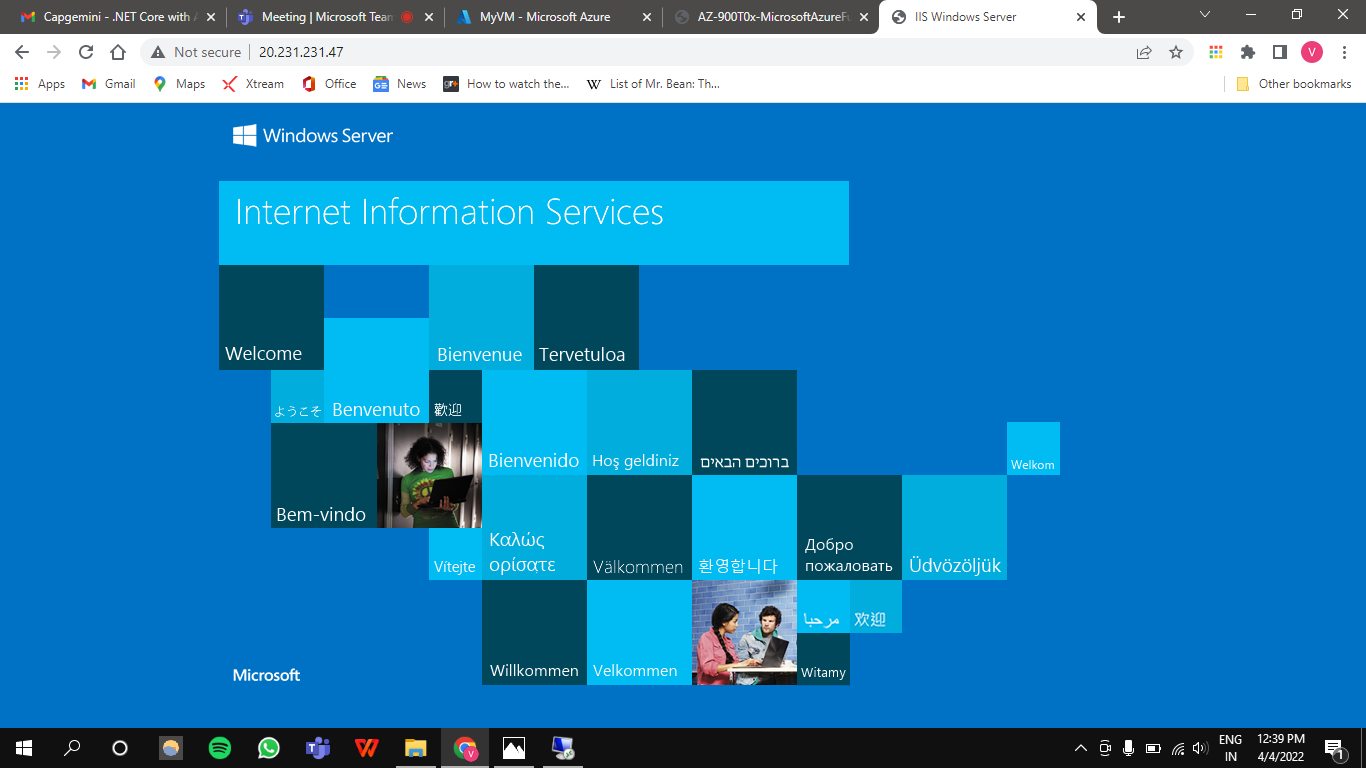 Capgemini - .NET Core with A
Meeting | Microsoft Team
MyVM - Microsoft Azure
AZ-900T0x-MicrosoftAzureFu
IIS Windows Server
Not secure
20.231.231.47
V
Apps
Gmail
Maps
Xtream
Office
News
How to watch the...
List of Mr. Bean: Th...
Other bookmarks
Windows Server
Internet Information Services
Welcome
Bienvenue
Tervetuloa
ようこそ
Benvenuto
歡迎
Bienvenido
Hoş geldiniz
ברוכים הבאים
Welkom
Bem-vindo
Vítejte
Καλώς
ορίσατε
Välkommen
환영합니다
Добро
пожаловать
Üdvözöljük
Willkommen
Velkommen
مرحبا
欢迎
Witamy
Microsoft
ENG
IN
12:39 PM
4/4/2022
1